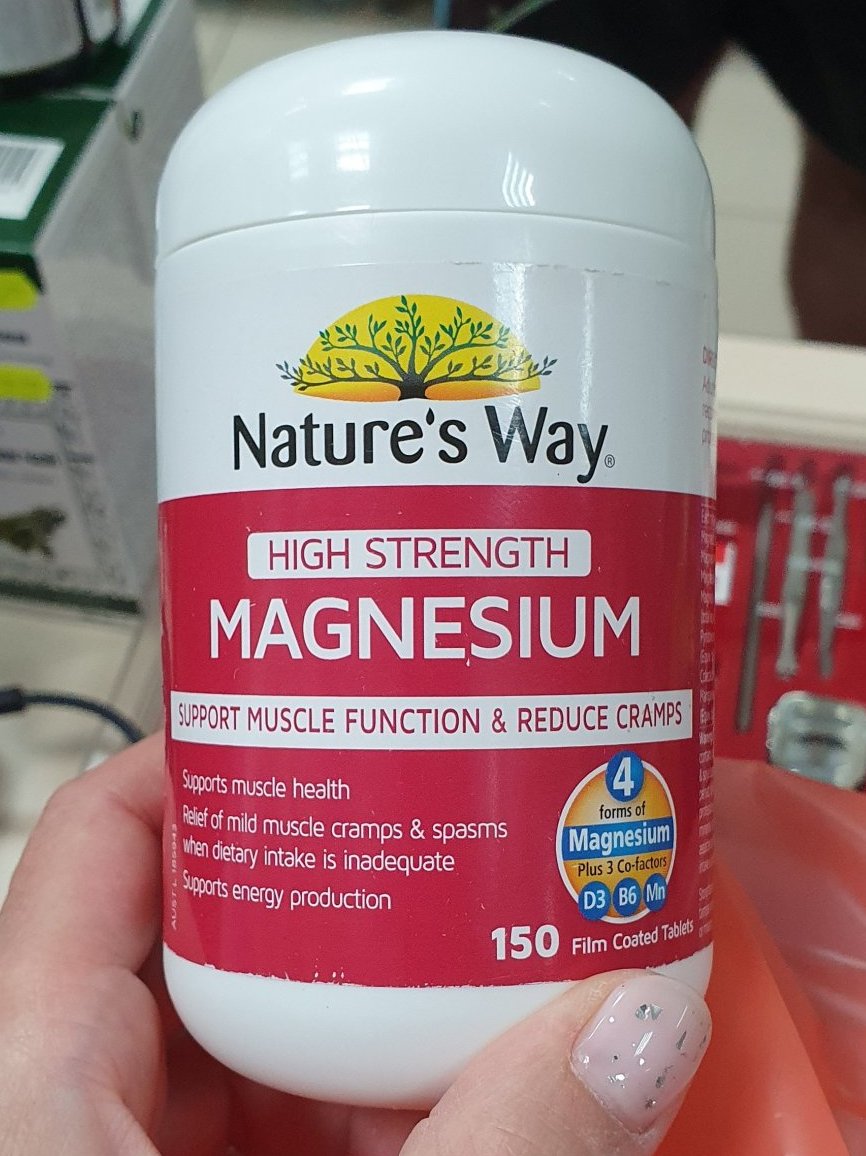 Nature's Way®
HIGH STRENGTH
MAGNESIUM
SUPPORT MUSCLE FUNCTION & REDUCE CRAMPS
Supports muscle health
Relief of mild muscle cramps & spasms
when dietary intake is inadequate
Supports energy production
4
forms of
Magnesium
Plus 3 Co-factors
D3 B6 Mn
150 Film Coated Tablets